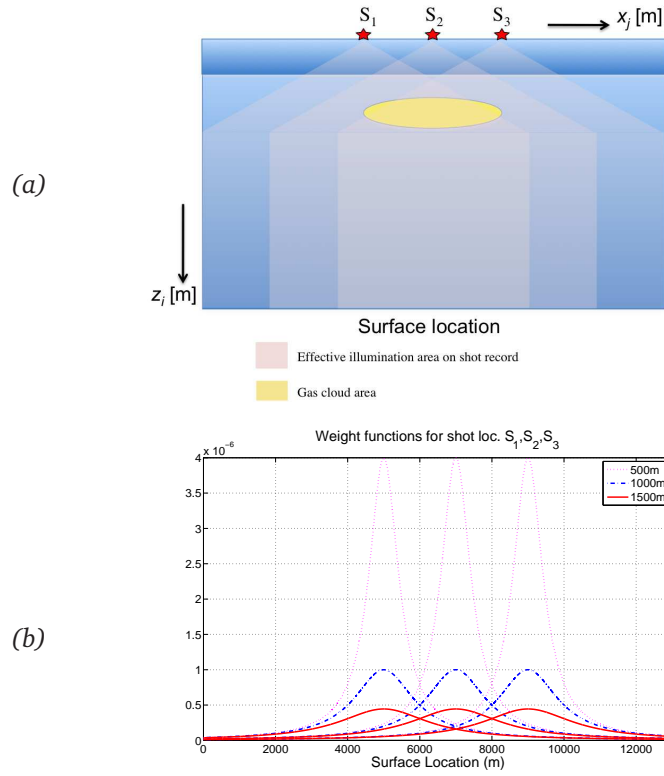 S1 S2 S3 xj [m]
(a)
zi [m]
Surface location
Effective illumination area on shot record
Gas cloud area
Weight functions for shot loc. S1,S2,S3
x 10^-6
4
3.5
3
2.5
2
1.5
1
0.5
0
500m
1000m
1500m
(b)
0 2000 4000 6000 8000 10000 12000
Surface Location (m)